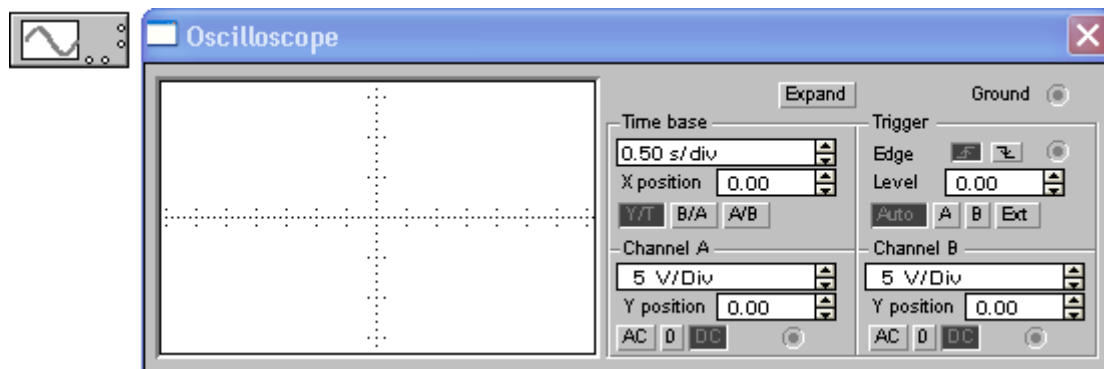 Oscilloscope
Expand Ground
Time base
0.50 s/div
X position 0.00
Y/T B/A A/B
Trigger
Edge
Level 0.00
Auto A B Ext
Channel A
5 V/Div
Y position 0.00
AC 0 DC
Channel B
5 V/Div
Y position 0.00
AC 0 DC